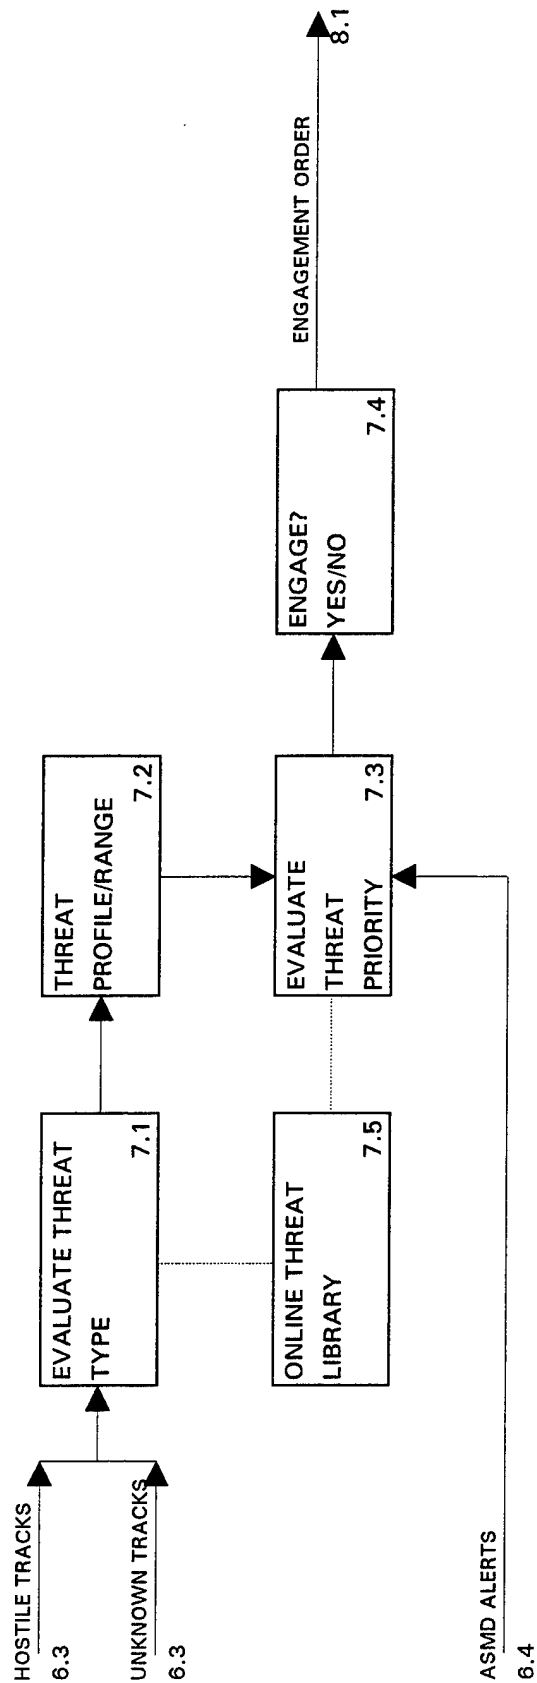 HOSTILE TRACKS
6.3
UNKNOWN TRACKS
6.3
EVALUATE THREAT
TYPE
7.1
THREAT
PROFILE/RANGE
7.2
ONLINE THREAT
LIBRARY
7.5
EVALUATE
THREAT
PRIORITY
7.3
ENGAGE?
YES/NO
7.4
ENGAGEMENT ORDER
8.1
ASMD ALERTS
6.4